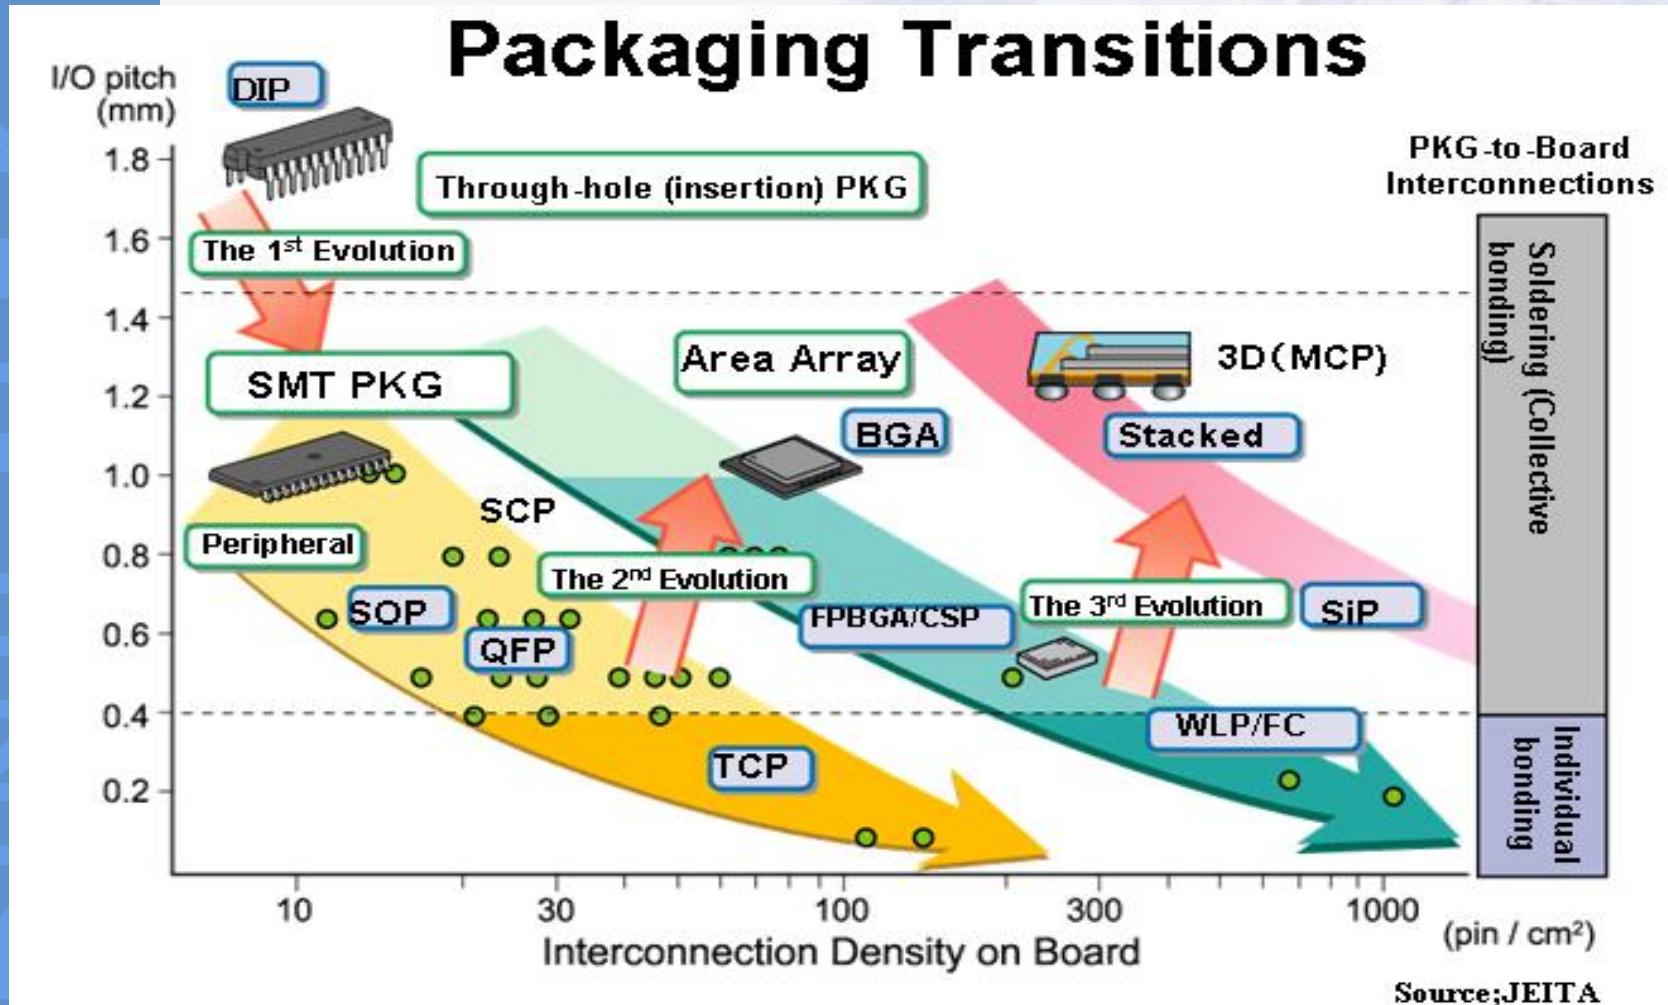 Packaging Transitions
I/O pitch
(mm)
DIP
1.8
1.6
1.4
1.2
1.0
0.8
0.6
0.4
0.2
Through-hole (insertion) PKG
The 1st Evolution
SMT PKG
Area Array
3D(MCP)
BGA
Stacked
SCP
Peripheral
The 2nd Evolution
SOP
QFP
FPBGA/CSP
The 3rd Evolution
SiP
WLP/FC
TCP
PKG-to-Board
Interconnections
Soldering (Collective
bonding)
Individual
bonding
10
30
100
300
1000
(pin / cm²)
Interconnection Density on Board
Source;JEITA